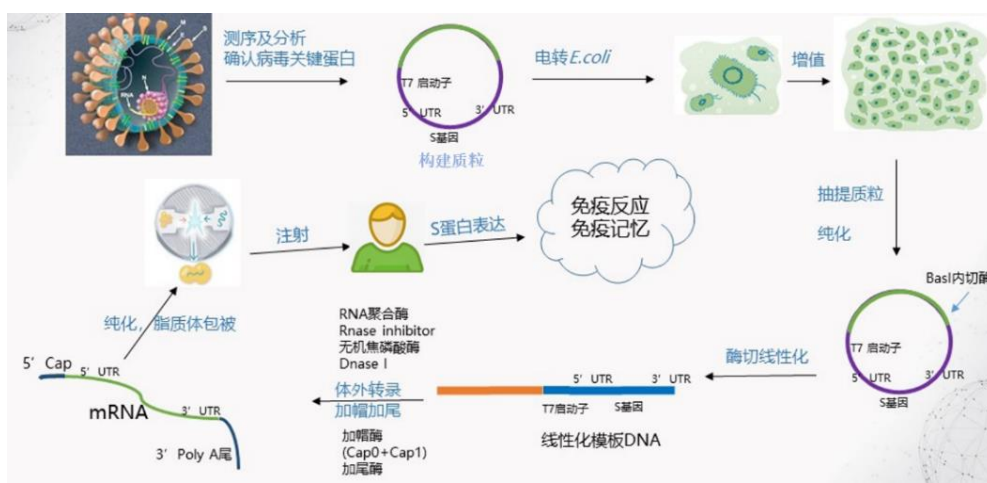 测序及分析
确认病毒关键蛋白
M
S
N
RNA
T7 启动子
5' UTR
3' UTR
S基因
构建质粒
电转E.coli
增值
抽提质粒
纯化
BasI内切酶
T7 启动子
5' UTR
3' UTR
S基因
酶切线性化
5' UTR
3' UTR
T7启动子
S基因
线性化模板DNA
RNA聚合酶
Rnase inhibitor
无机焦磷酸酶
Dnase I
体外转录
加帽加尾
加帽酶
(Cap0+Cap1)
加尾酶
5' Cap
5' UTR
mRNA
3' UTR
3' Poly A尾
纯化，脂质体包被
注射
S蛋白表达
免疫反应
免疫记忆